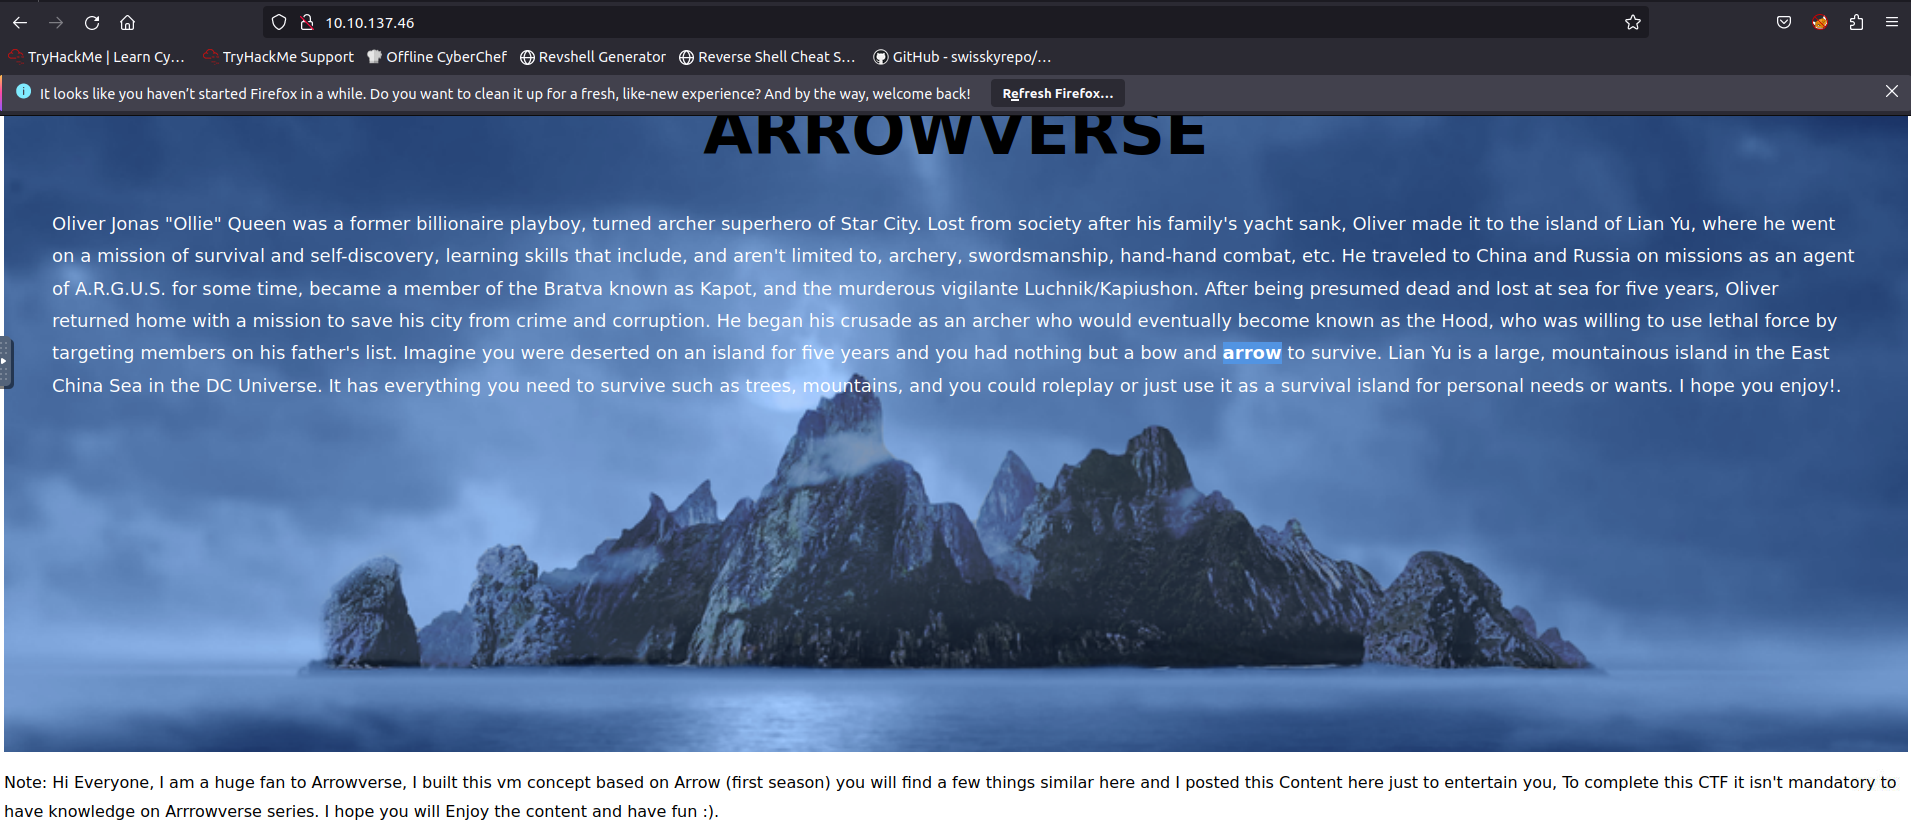 10.10.137.46
TryHackMe | Learn Cy... TryHackMe Support Offline CyberChef Revshell Generator Reverse Shell Cheat S... GitHub - swisskyrepo/...
It looks like you haven't started Firefox in a while. Do you want to clean it up for a fresh, like-new experience? And by the way, welcome back! Refresh Firefox...
ARROWVERSE
Oliver Jonas "Ollie" Queen was a former billionaire playboy, turned archer superhero of Star City. Lost from society after his family's yacht sank, Oliver made it to the island of Lian Yu, where he went
on a mission of survival and self-discovery, learning skills that include, and aren't limited to, archery, swordsmanship, hand-hand combat, etc. He traveled to China and Russia on missions as an agent
of A.R.G.U.S. for some time, became a member of the Bratva known as Kapot, and the murderous vigilante Luchnik/Kapiushon. After being presumed dead and lost at sea for five years, Oliver
returned home with a mission to save his city from crime and corruption. He began his crusade as an archer who would eventually become known as the Hood, who was willing to use lethal force by
targeting members on his father's list. Imagine you were deserted on an island for five years and you had nothing but a bow and arrow to survive. Lian Yu is a large, mountainous island in the East
China Sea in the DC Universe. It has everything you need to survive such as trees, mountains, and you could roleplay or just use it as a survival island for personal needs or wants. I hope you enjoy!.
Note: Hi Everyone, I am a huge fan to Arrowverse, I built this vm concept based on Arrow (first season) you will find a few things similar here and I posted this Content here just to entertain you, To complete this CTF it isn't mandatory to
have knowledge on Arrrowverse series. I hope you will Enjoy the content and have fun :).